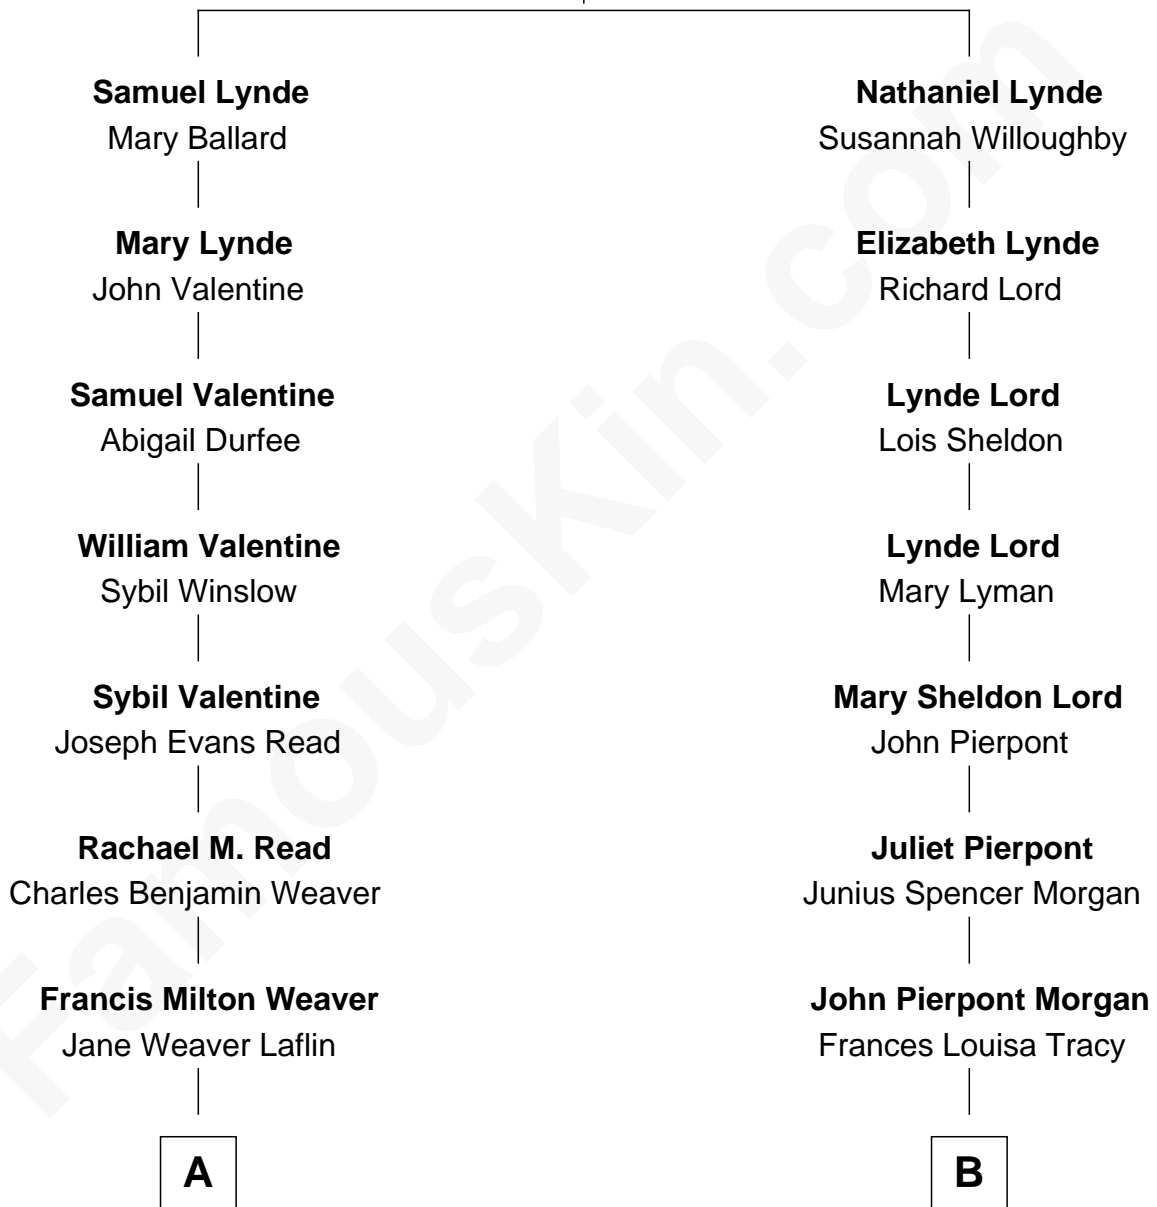 Samuel Lynde
Mary Ballard
Mary Lynde
John Valentine
Samuel Valentine
Abigail Durfee
William Valentine
Sybil Winslow
Sybil Valentine
Joseph Evans Read
Rachael M. Read
Charles Benjamin Weaver
Francis Milton Weaver
Jane Weaver Laflin
A
Nathaniel Lynde
Susannah Willoughby
Elizabeth Lynde
Richard Lord
Lynde Lord
Lois Sheldon
Lynde Lord
Mary Lyman
Mary Sheldon Lord
John Pierpont
Juliet Pierpont
Junius Spencer Morgan
John Pierpont Morgan
Frances Louisa Tracy
B
FamousKin.com